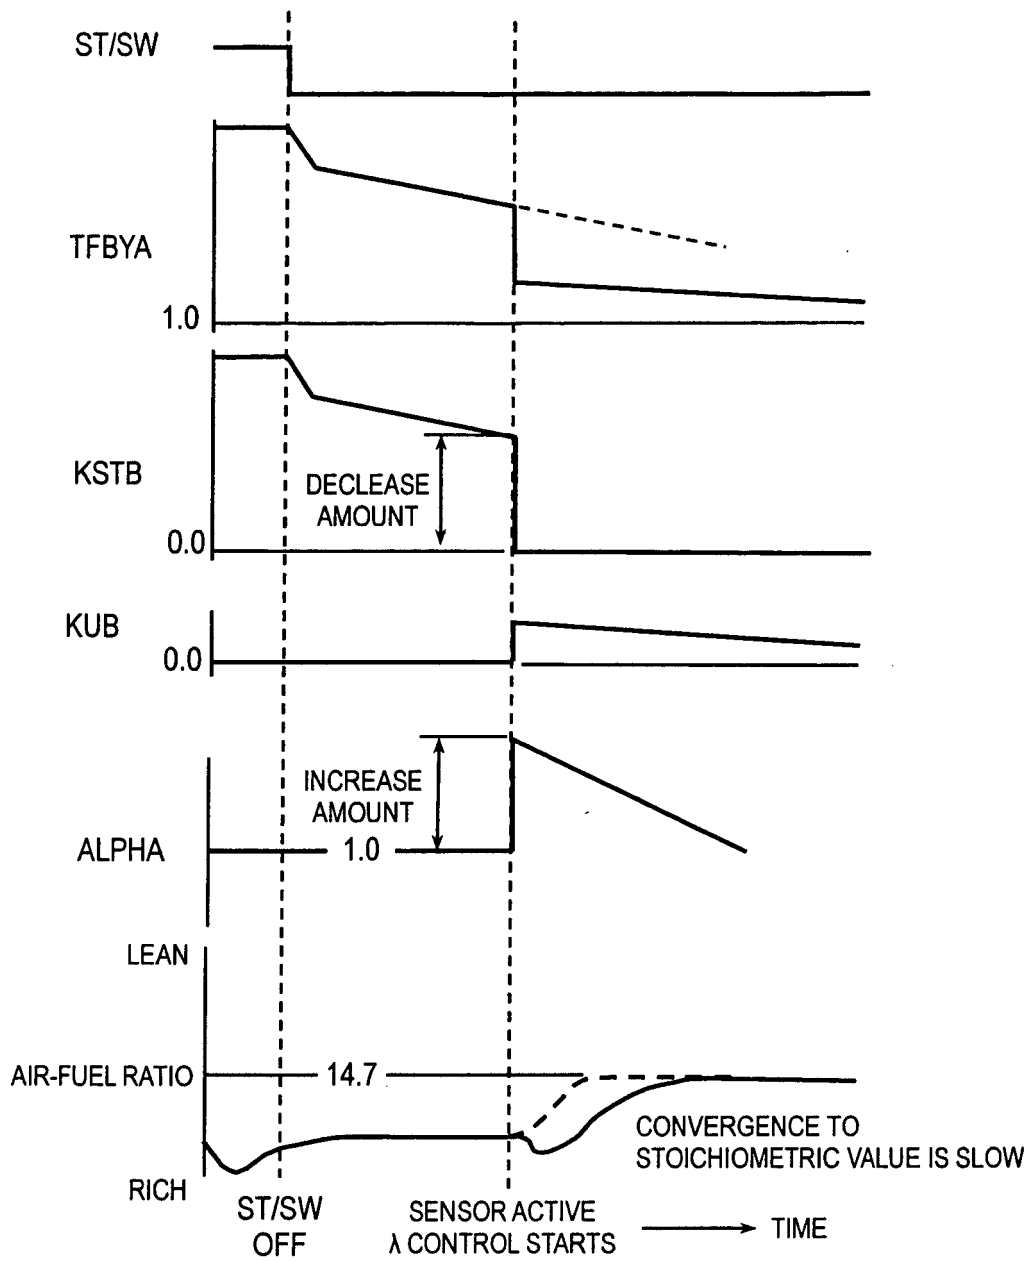 ST/SW
TFBYA
1.0
KSTB
DECLEASE
AMOUNT
0.0
KUB
0.0
INCREASE
AMOUNT
ALPHA
1.0
LEAN
AIR-FUEL RATIO
14.7
CONVERGENCE TO
STOICHIOMETRIC VALUE IS SLOW
RICH
ST/SW
OFF
SENSOR ACTIVE
λ CONTROL STARTS
TIME